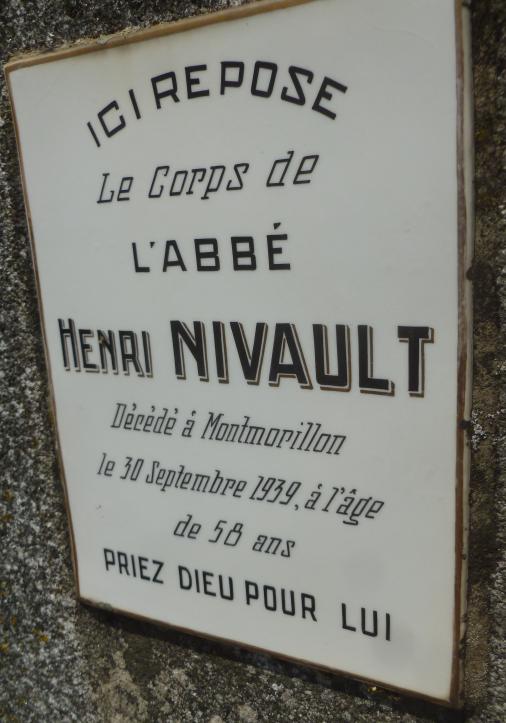 ICI REPOSE
Le Corps de
L'ABBÉ
HENRI NIVAULT
Décédé à Montmorillon
le 30 Septembre 1939, à l'âge
de 58 ans
PRIEZ DIEU POUR LUI